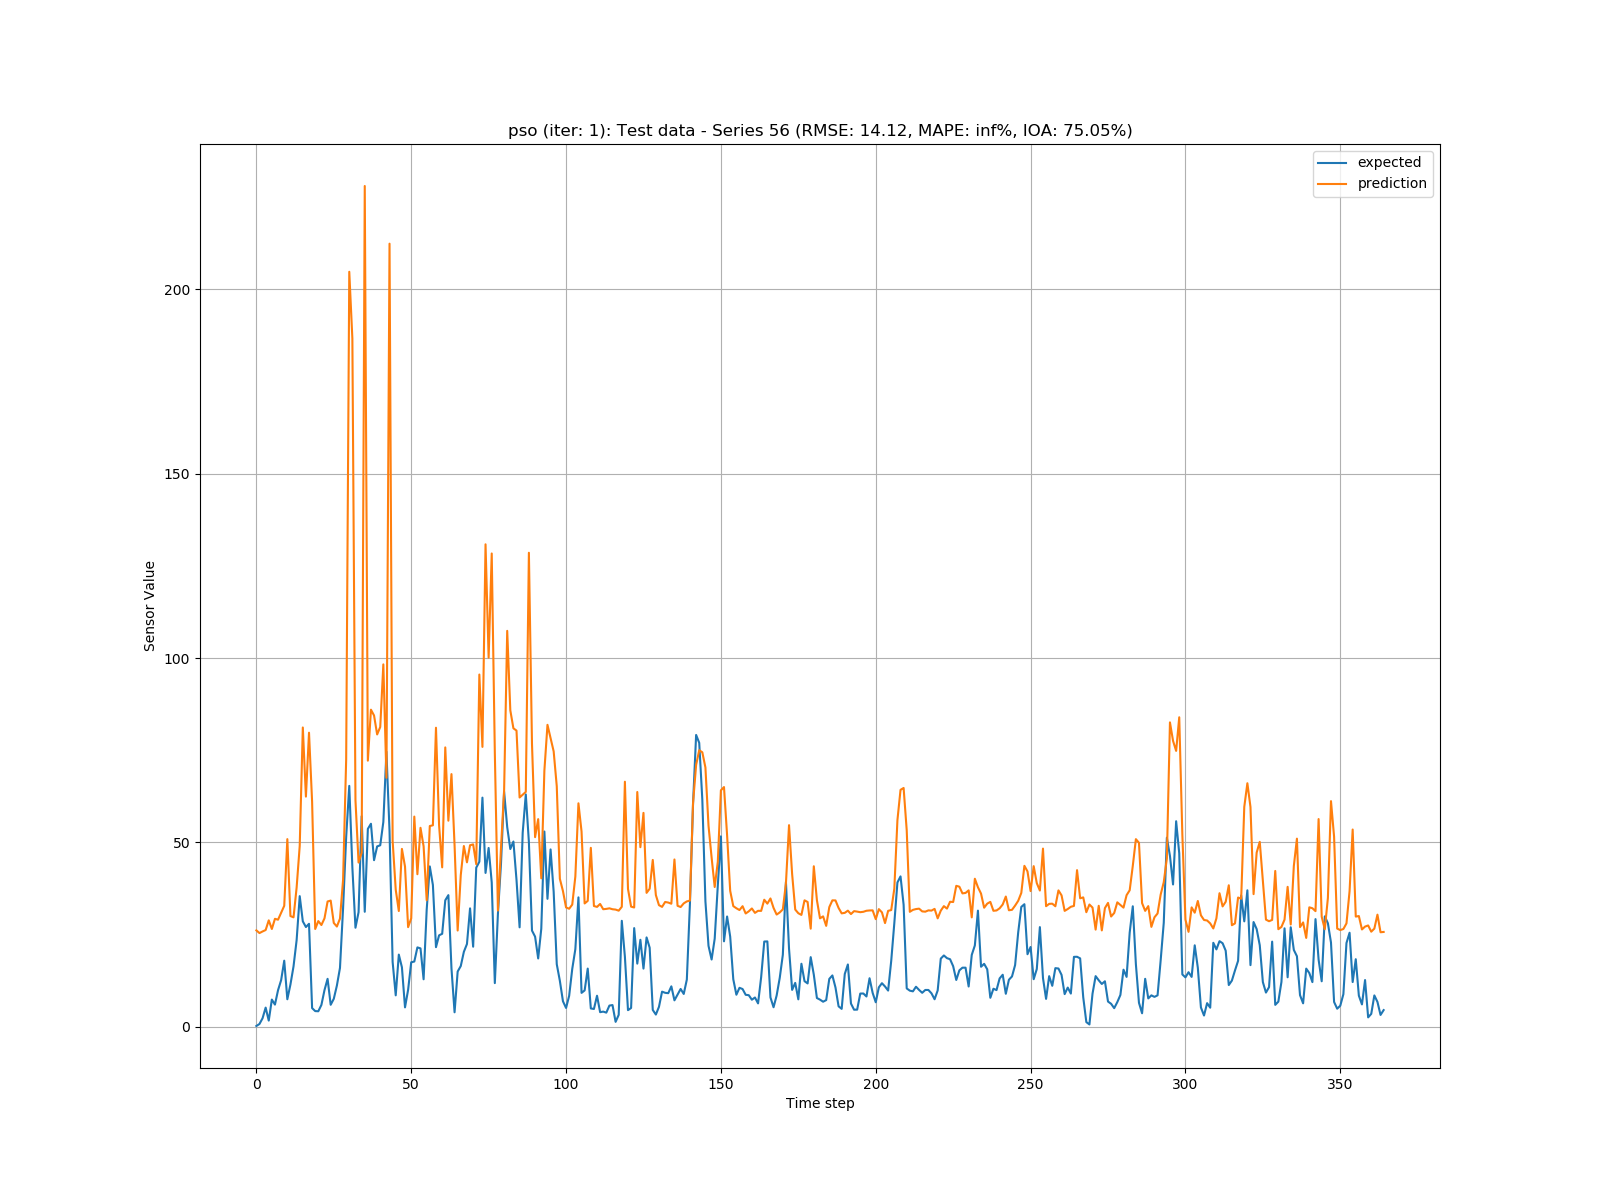 pso (iter: 1): Test data - Series 56 (RMSE: 14.12, MAPE: inf%, IOA: 75.05%)
expected
prediction
Sensor Value
200
150
100
50
0
0 50 100 150 200 250 300 350
Time step